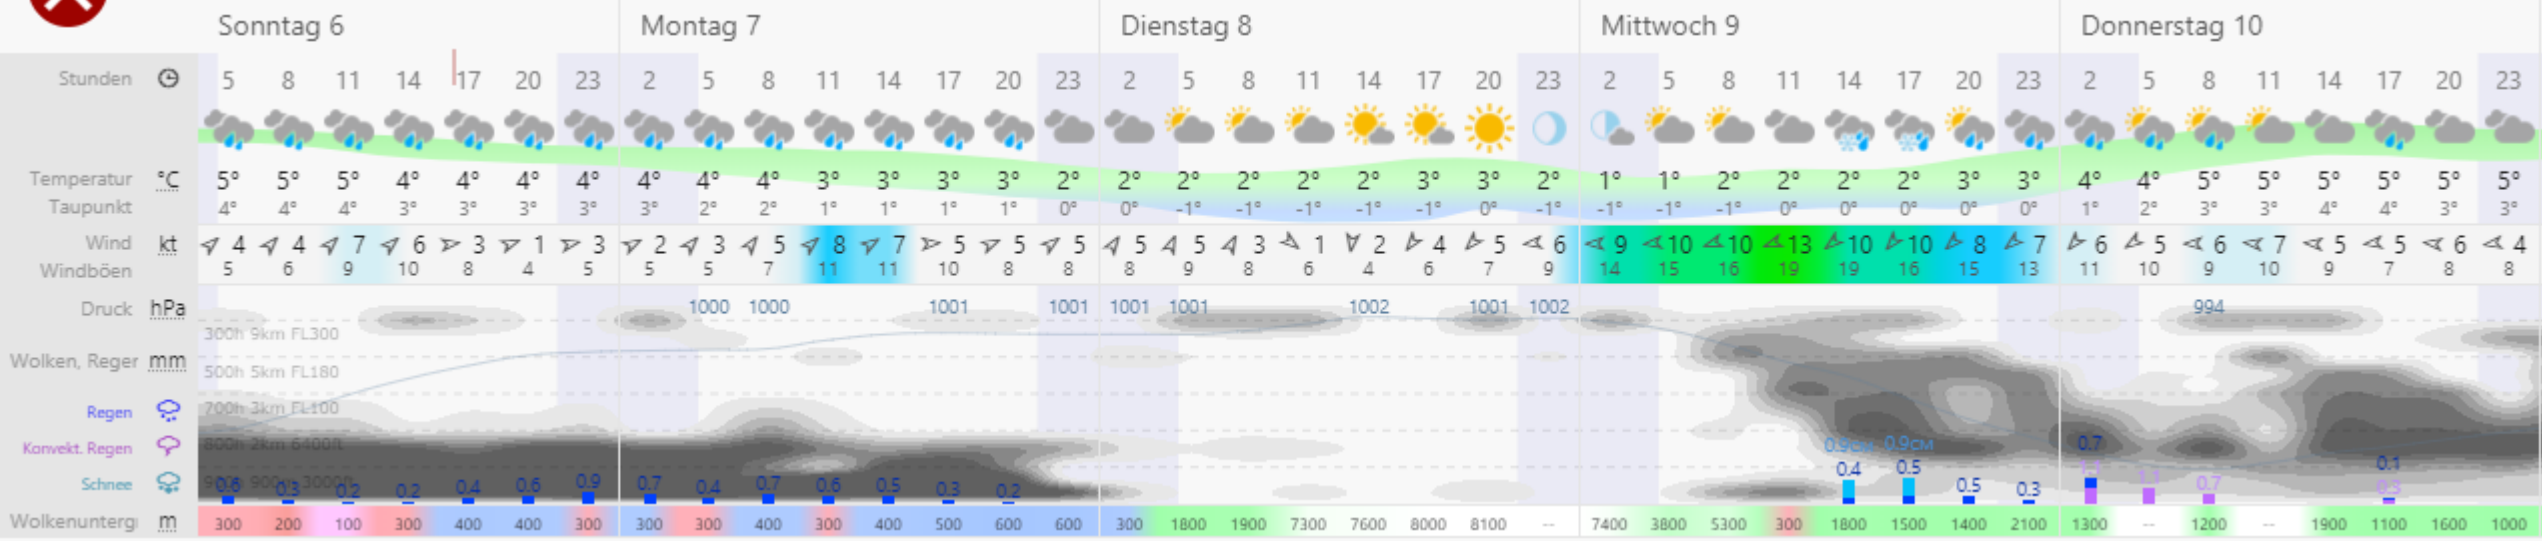 Sonntag 6 Montag 7 Dienstag 8 Mittwoch 9 Donnerstag 10
Stunden 5 8 11 14 17 20 23 2 5 8 11 14 17 20 23 2 5 8 11 14 17 20 23 2 5 8 11 14 17 20 23 2 5 8 11 14 17 20 23
Temperatur °C 5° 5° 5° 4° 4° 4° 4° 4° 4° 4° 3° 3° 3° 3° 2° 2° 2° 2° 2° 2° 3° 3° 2° 1° 1° 2° 2° 2° 2° 3° 3° 4° 4° 5° 5° 5° 5° 5° 5°
Taupunkt 4° 4° 4° 3° 3° 3° 3° 3° 2° 2° 1° 1° 1° 1° 0° 0° -1° -1° -1° -1° -1° 0° -1° -1° -1° -1° 0° 0° 0° 0° 0° 1° 2° 3° 3° 4° 4° 3° 3°
Wind kt 4 4 7 6 3 1 3 2 3 5 8 7 5 5 5 5 5 3 1 2 4 5 6 9 10 10 13 10 10 8 7 6 5 6 7 5 5 6 4
Windböen 5 6 9 10 8 4 5 5 5 7 11 11 10 8 8 8 9 8 6 4 6 7 9 14 15 16 19 19 16 15 13 11 10 9 10 9 7 8 8
Druck hPa 1000 1000 1001 1001 1001 1001 1002 1001 1002 994
300h 9km FL300
Wolken, Reger mm
500h 5km FL180
Regen 700h 3km FL100
Konvekt. Regen 800h 2km 6400ft 0.9см 0.9см 0.7
0.4 0.5 0.1
Schnee 900h 900m 3000ft 0.6 0.3 0.2 0.2 0.4 0.6 0.9 0.7 0.4 0.7 0.6 0.5 0.3 0.2 0.5 0.3 1.1 1.1 0.7 0.3
Wolkenunterg m 300 200 100 300 400 400 300 300 300 400 300 400 500 600 600 300 1800 1900 7300 7600 8000 8100 -- 7400 3800 5300 300 1800 1500 1400 2100 1300 -- 1200 -- 1900 1100 1600 1000